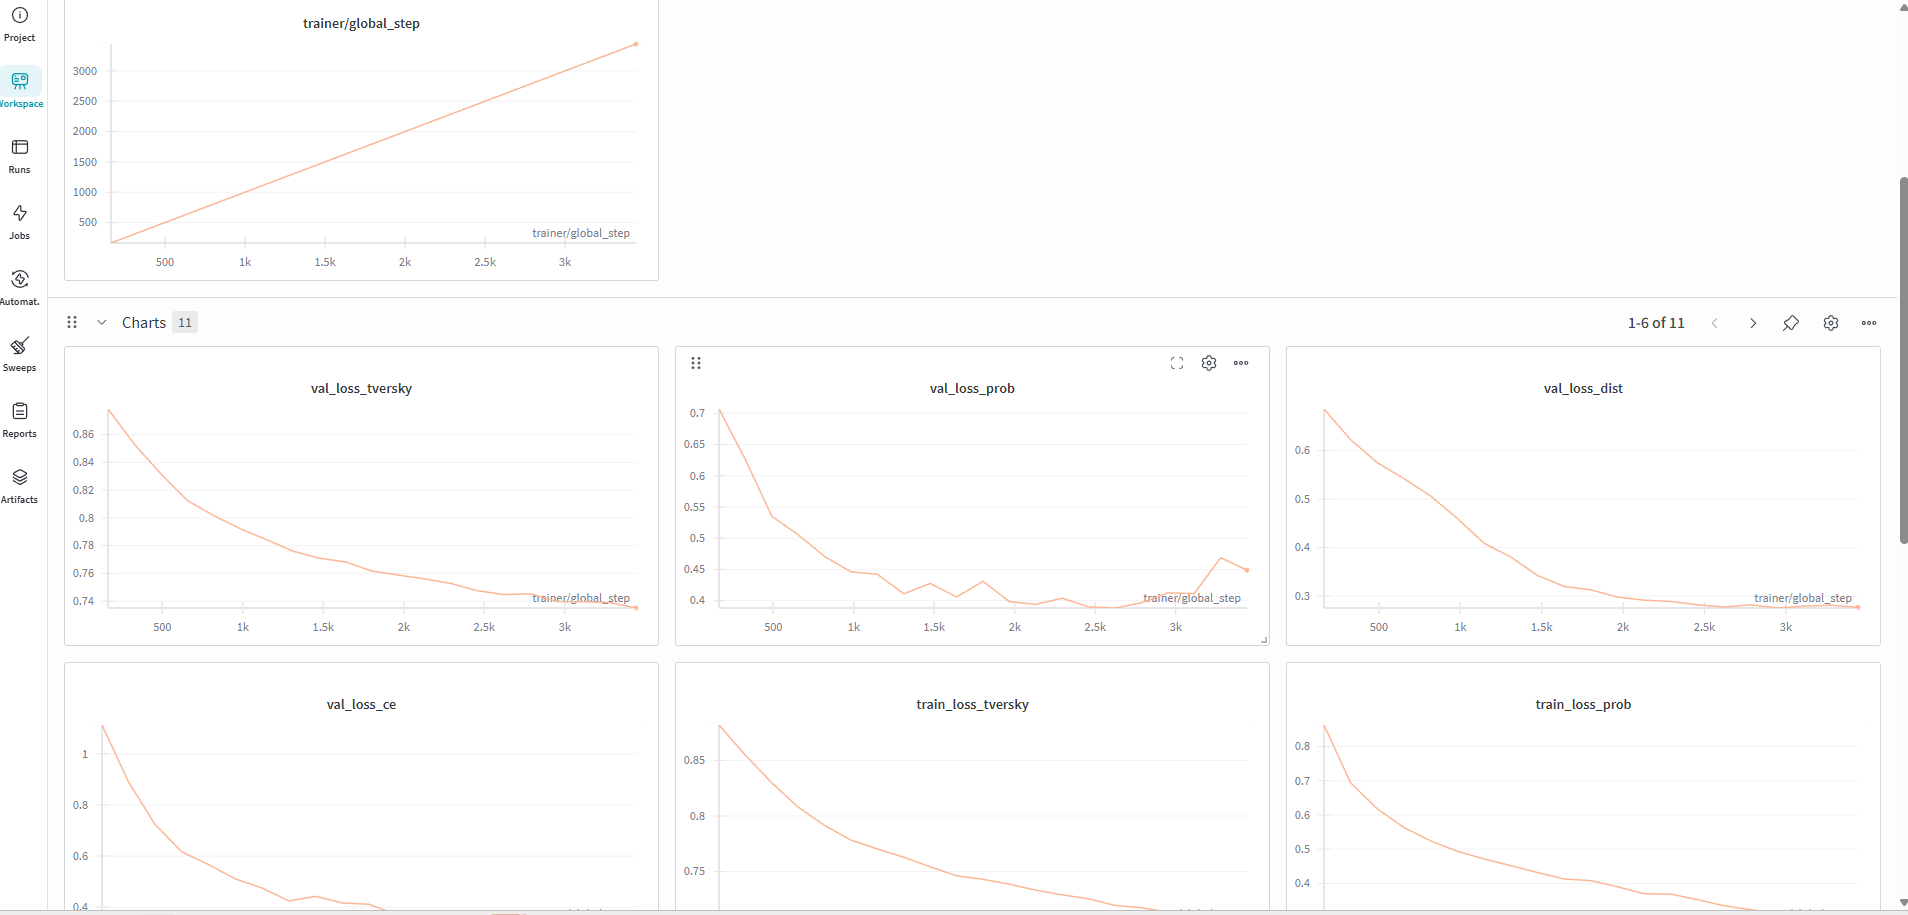 Project
Workspace
Runs
Jobs
Automat.
Sweeps
Reports
Artifacts
trainer/global_step
3000
2500
2000
1500
1000
500
trainer/global_step
500 1k 1.5k 2k 2.5k 3k
Charts 11
1-6 of 11
val_loss_tversky
0.86
0.84
0.82
0.8
0.78
0.76
0.74
trainer/global_step
500 1k 1.5k 2k 2.5k 3k
val_loss_prob
0.7
0.65
0.6
0.55
0.5
0.45
0.4
trainer/global_step
500 1k 1.5k 2k 2.5k 3k
val_loss_dist
0.6
0.5
0.4
0.3
trainer/global_step
500 1k 1.5k 2k 2.5k 3k
val_loss_ce
1
0.8
0.6
0.4
train_loss_tversky
0.85
0.8
0.75
train_loss_prob
0.8
0.7
0.6
0.5
0.4